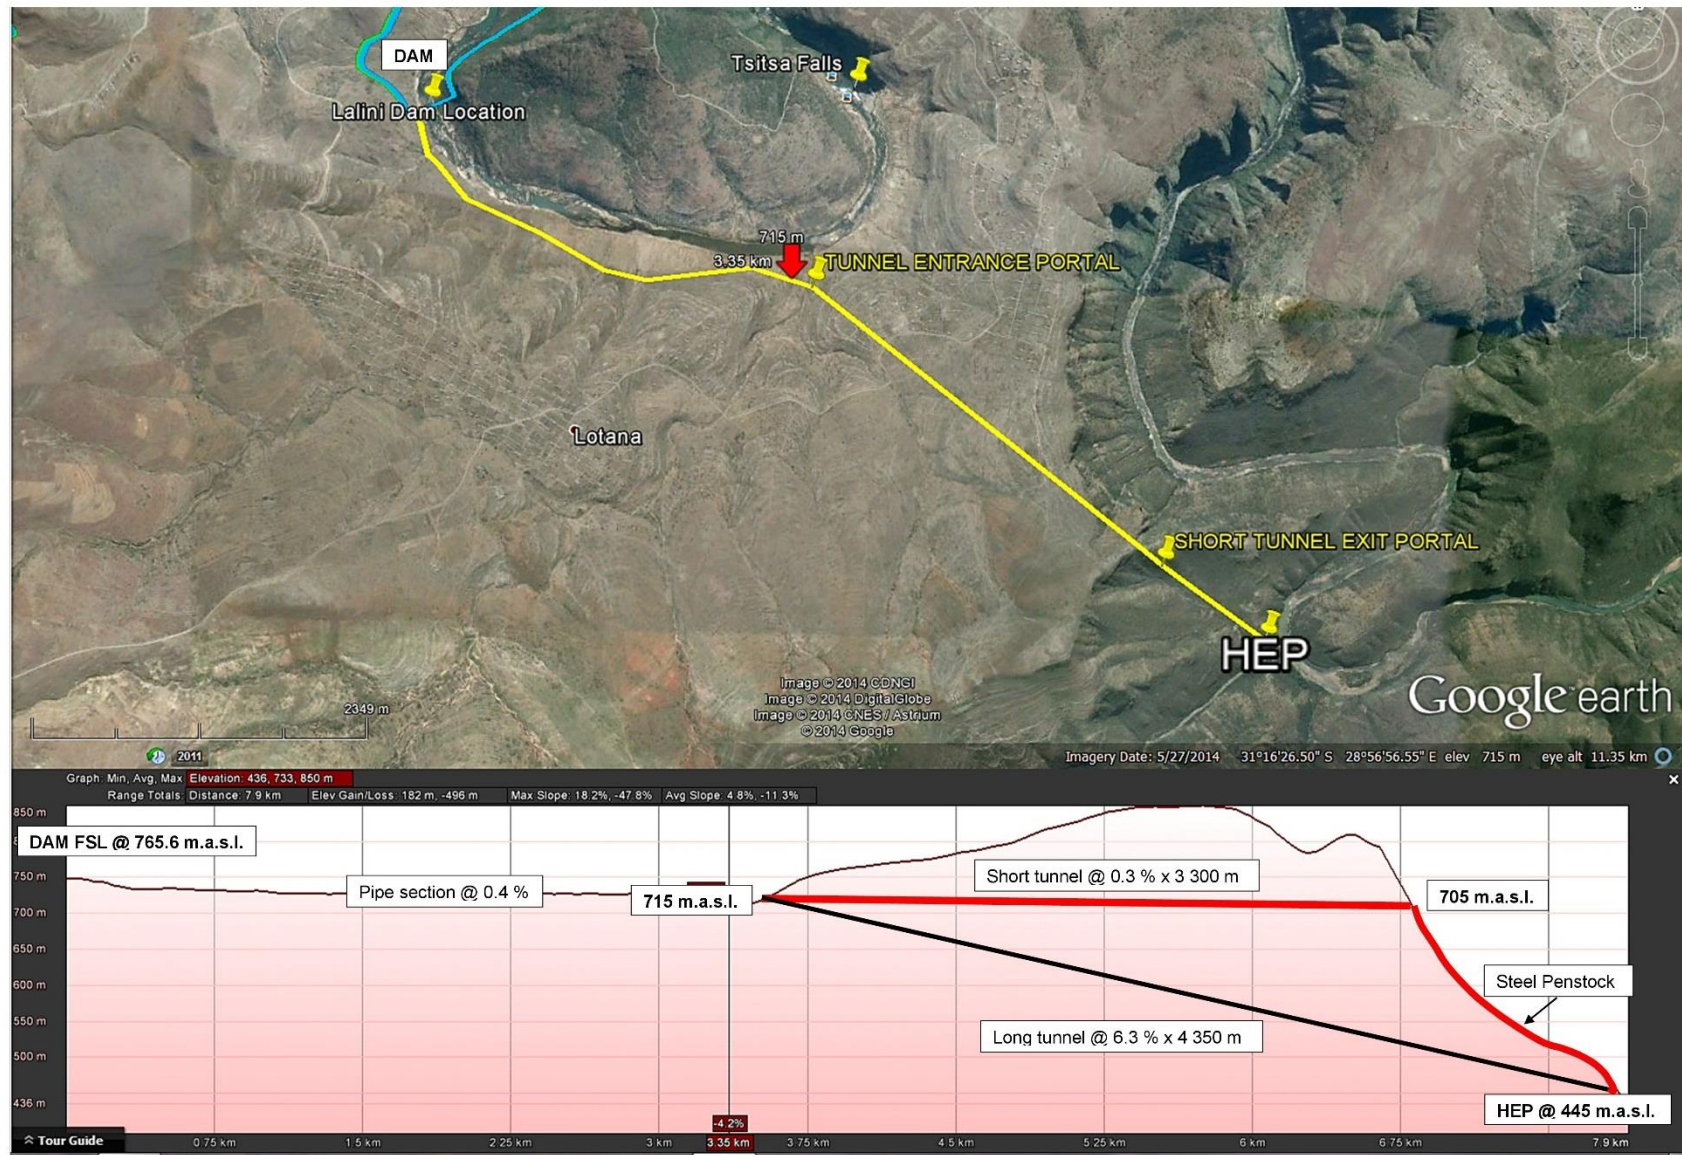 DAM
Tsitsa Falls
Lalini Dam Location
715 m
3.35 km
TUNNEL ENTRANCE PORTAL
Lotana
SHORT TUNNEL EXIT PORTAL
HEP
Image © 2014 CDNGI
Image © 2014 DigitalGlobe
Image © 2014 CNES / Astrium
© 2014 Google
Google earth
2349 m
2011
Imagery Date: 5/27/2014 31°16'26.50" S 28°56'56.55" E elev 715 m eye alt 11.35 km
Graph: Min, Avg, Max Elevation: 436, 733, 850 m
Range Totals: Distance: 7.9 km Elev Gain/Loss: 182 m, -496 m Max Slope: 18.2%, -47.8% Avg Slope: 4.8%, -11.3%
850 m
DAM FSL @ 765.6 m.a.s.l.
750 m
Pipe section @ 0.4 %
715 m.a.s.l.
Short tunnel @ 0.3 % x 3 300 m
705 m.a.s.l.
700 m
650 m
600 m
Steel Penstock
550 m
Long tunnel @ 6.3 % x 4 350 m
500 m
436 m
HEP @ 445 m.a.s.l.
-4.2%
Tour Guide
0.75 km 1.5 km 2.25 km 3 km 3.35 km 3.75 km 4.5 km 5.25 km 6 km 6.75 km 7.9 km